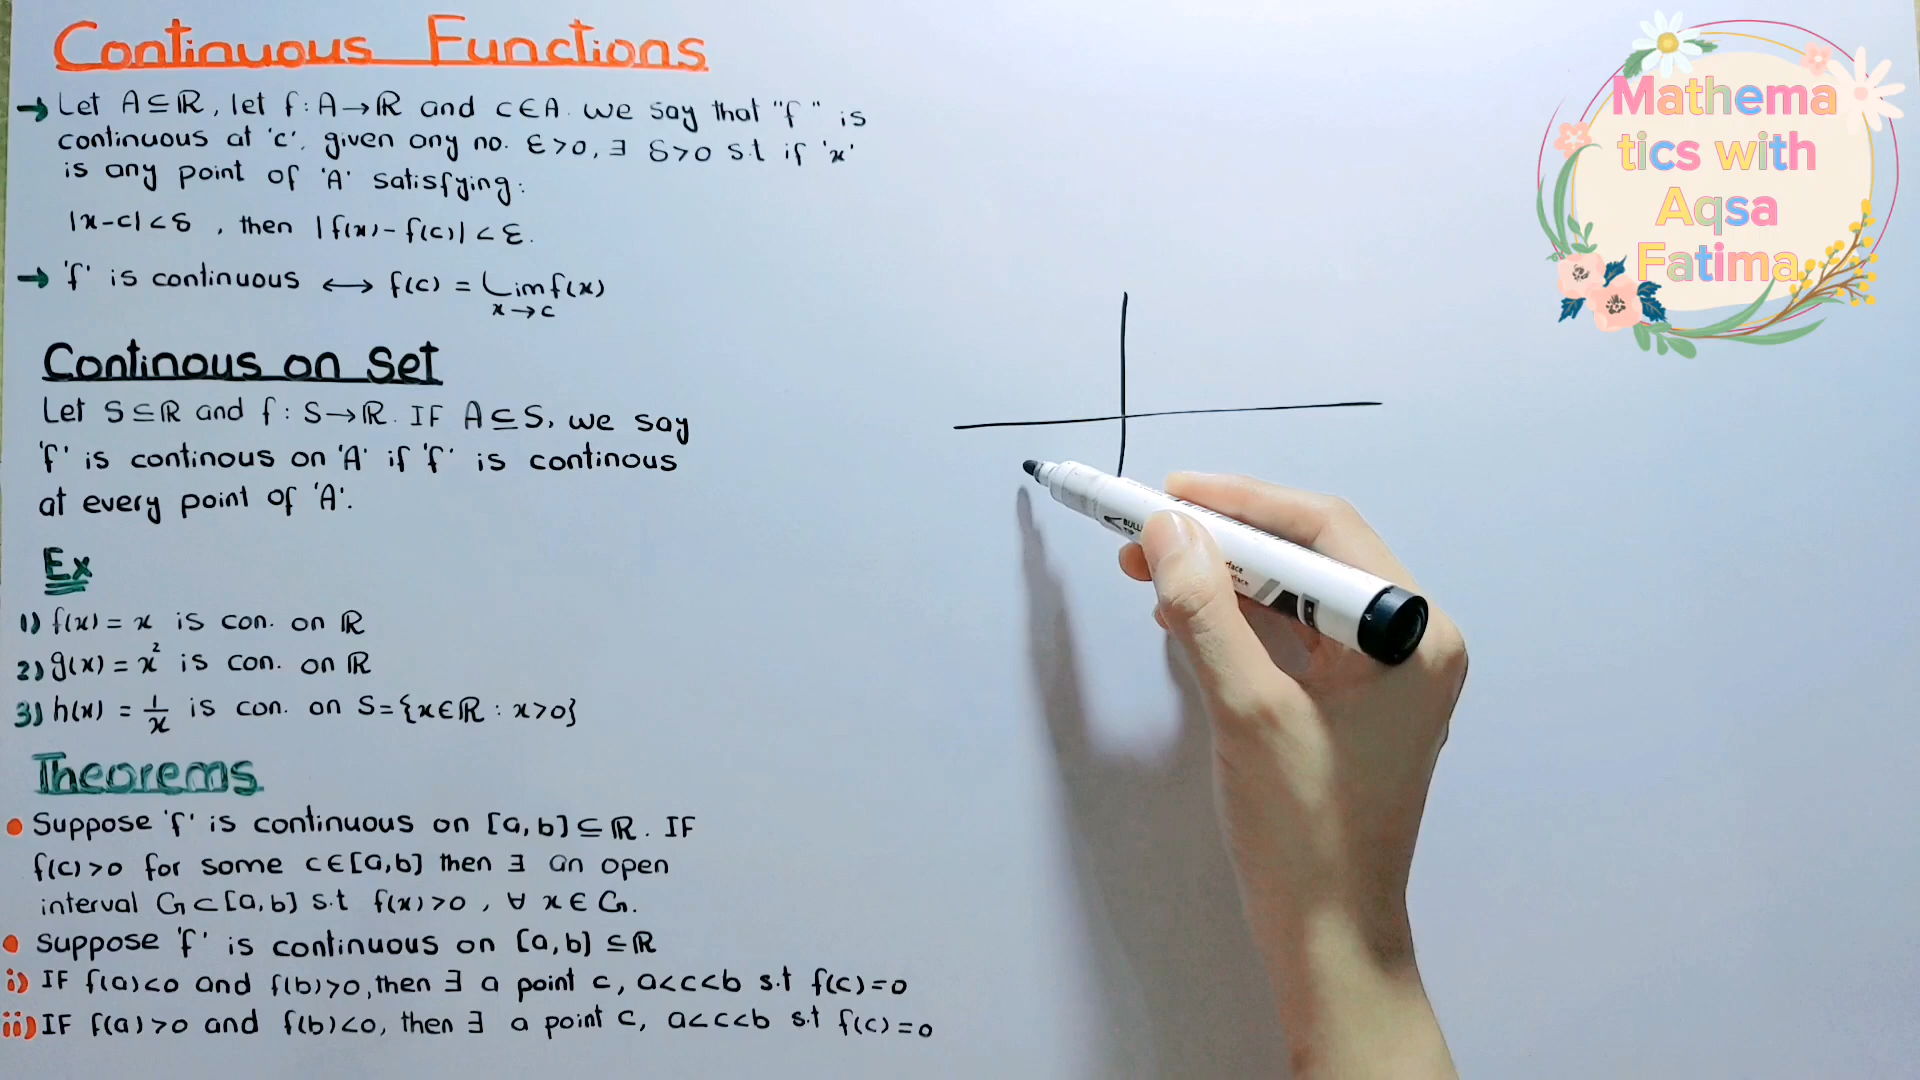 Continuous Functions
→ Let A⊆ℝ, let f:A→ℝ and c∈A. we say that "f" is
continuous at 'c', given any no. ε>0, ∃ δ>0 s.t if 'x'
is any point of 'A' satisfying:
|x-c|<δ , then |f(x)-f(c)|<ε.
→ 'f' is continuous ↔ f(c) = Lim f(x)
x→c
Continous on Set
Let S⊆ℝ and f: S→ℝ. IF A⊆S, we say
'f' is continous on 'A' if 'f' is continous
at every point of 'A'.
Ex
1) f(x) = x is con. on ℝ
2) g(x) = x² is con. on ℝ
3) h(x) = 1/x is con. on S={x∈ℝ : x>0}
Theorems
• Suppose 'f' is continuous on [a,b]⊆ℝ. IF
f(c)>0 for some c∈[a,b] then ∃ an open
interval G⊂[a,b] s.t f(x)>0 , ∀ x∈G.
• Suppose 'f' is continuous on [a,b] ⊆ℝ
i) IF f(a)<0 and f(b)>0, then ∃ a point c, a<c<b s.t f(c)=0
ii) IF f(a)>0 and f(b)<0, then ∃ a point c, a<c<b s.t f(c)=0
Mathema
tics with
Aqsa
Fatima